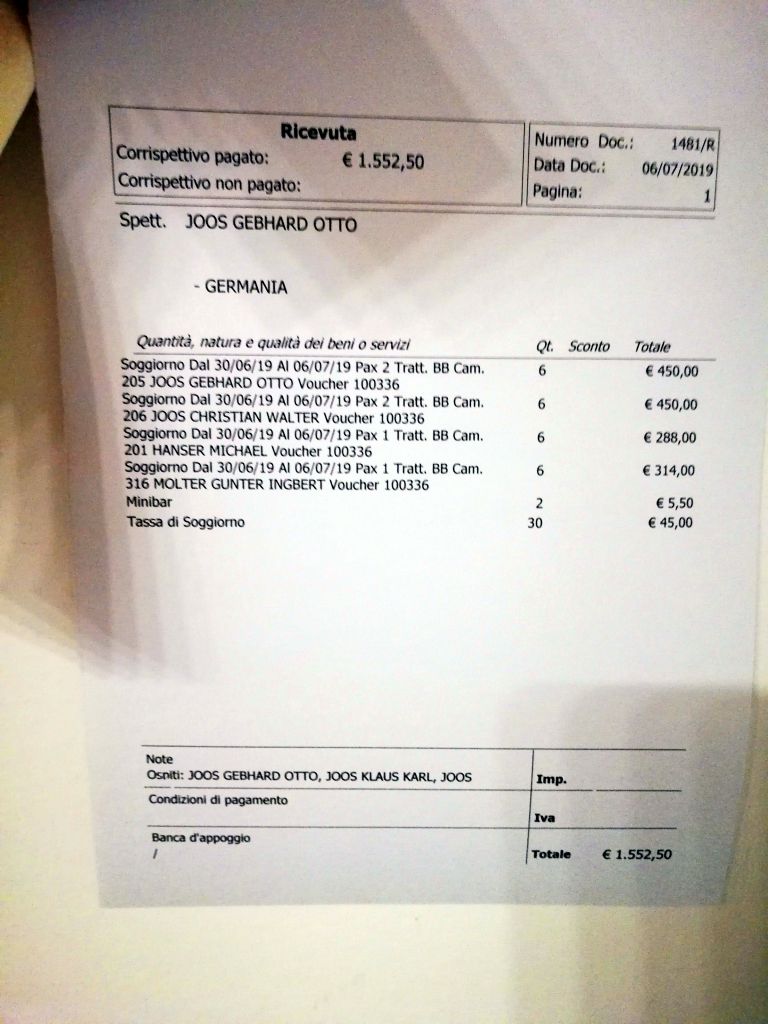 Ricevuta
Corrispettivo pagato: € 1.552,50
Corrispettivo non pagato:
Numero Doc.: 1481/R
Data Doc.: 06/07/2019
Pagina: 1
Spett. JOOS GEBHARD OTTO
- GERMANIA
Quantità, natura e qualità dei beni o servizi Qt. Sconto Totale
Soggiorno Dal 30/06/19 Al 06/07/19 Pax 2 Tratt. BB Cam. 6 € 450,00
205 JOOS GEBHARD OTTO Voucher 100336
Soggiorno Dal 30/06/19 Al 06/07/19 Pax 2 Tratt. BB Cam. 6 € 450,00
206 JOOS CHRISTIAN WALTER Voucher 100336
Soggiorno Dal 30/06/19 Al 06/07/19 Pax 1 Tratt. BB Cam. 6 € 288,00
201 HANSER MICHAEL Voucher 100336
Soggiorno Dal 30/06/19 Al 06/07/19 Pax 1 Tratt. BB Cam. 6 € 314,00
316 MOLTER GUNTER INGBERT Voucher 100336
Minibar 2 € 5,50
Tassa di Soggiorno 30 € 45,00
Note
Ospiti: JOOS GEBHARD OTTO, JOOS KLAUS KARL, JOOS
Imp.
Condizioni di pagamento
Iva
Banca d'appoggio
/
Totale € 1.552,50